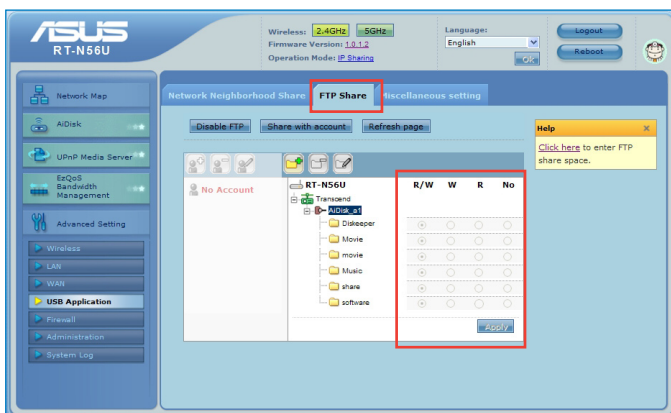 ASUS
RT-N56U
Wireless: 2.4GHz 5GHz
Firmware Version: 1.0.1.2
Operation Mode: IP Sharing
Language:
English
OK
Logout
Reboot
Network Map
AiDisk
UPnP Media Server
EzQoS
Bandwidth
Management
Advanced Setting
Wireless
LAN
WAN
USB Application
Firewall
Administration
System Log
Network Neighborhood Share FTP Share Miscellaneous setting
Disable FTP Share with account Refresh page
No Account
RT-N56U R/W W R No
Transcend
AiDisk_a1
Diskeeper
Movie
movie
Music
share
software
Apply
Help x
Click here to enter FTP
share space.